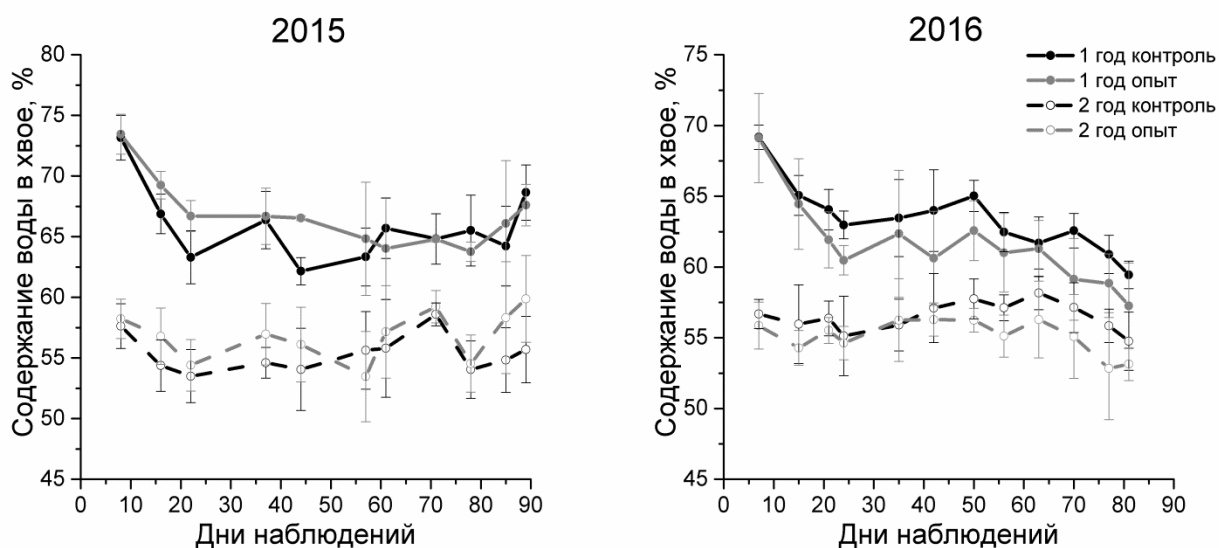 2015
Содержание воды в хвое, %
80
75
70
65
60
55
50
45
0 10 20 30 40 50 60 70 80 90
Дни наблюдений
2016
1 год контроль
1 год опыт
2 год контроль
2 год опыт
Содержание воды в хвое, %
75
70
65
60
55
50
45
0 10 20 30 40 50 60 70 80 90
Дни наблюдений